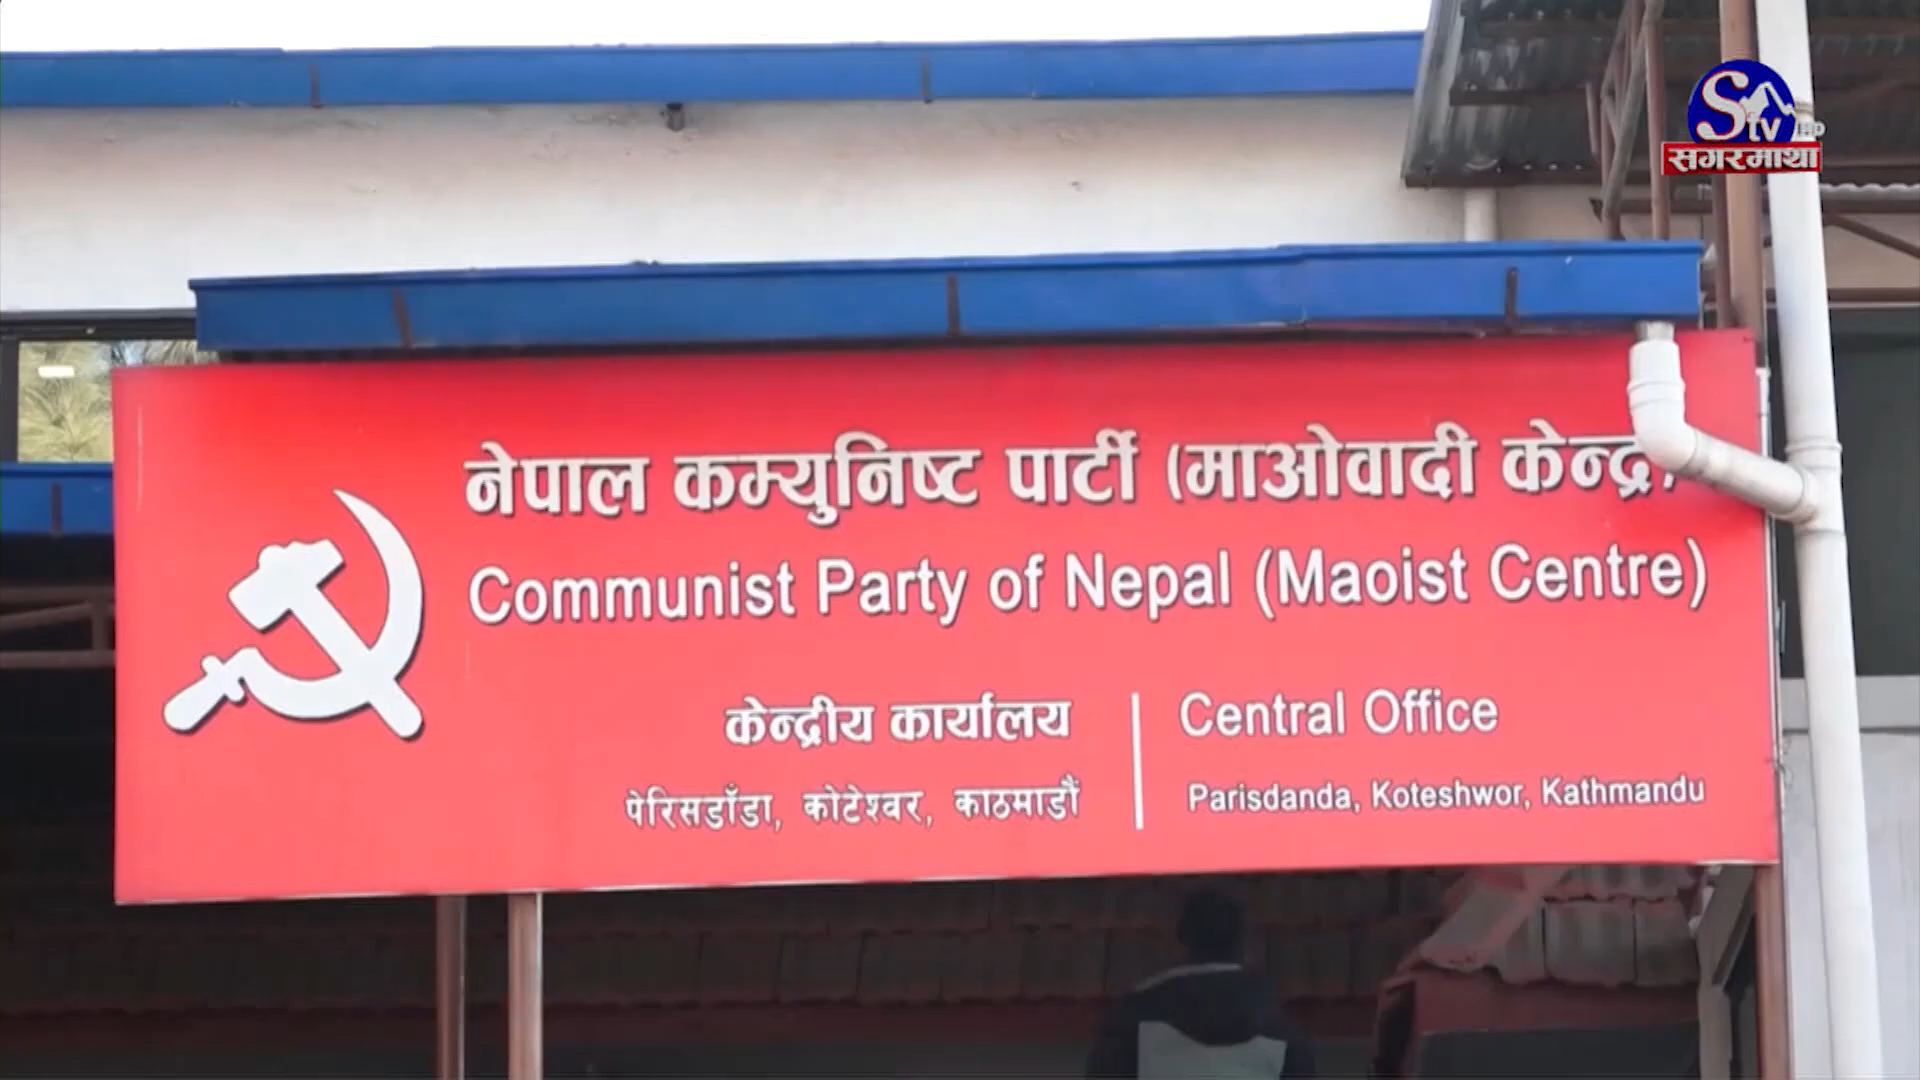 STV HD
सगरमाथा
नेपाल कम्युनिष्ट पार्टी (माओवादी केन्द्र)
Communist Party of Nepal (Maoist Centre)
केन्द्रीय कार्यालय
पेरिसडाँडा, कोटेश्वर, काठमाडौं
Central Office
Parisdanda, Koteshwor, Kathmandu